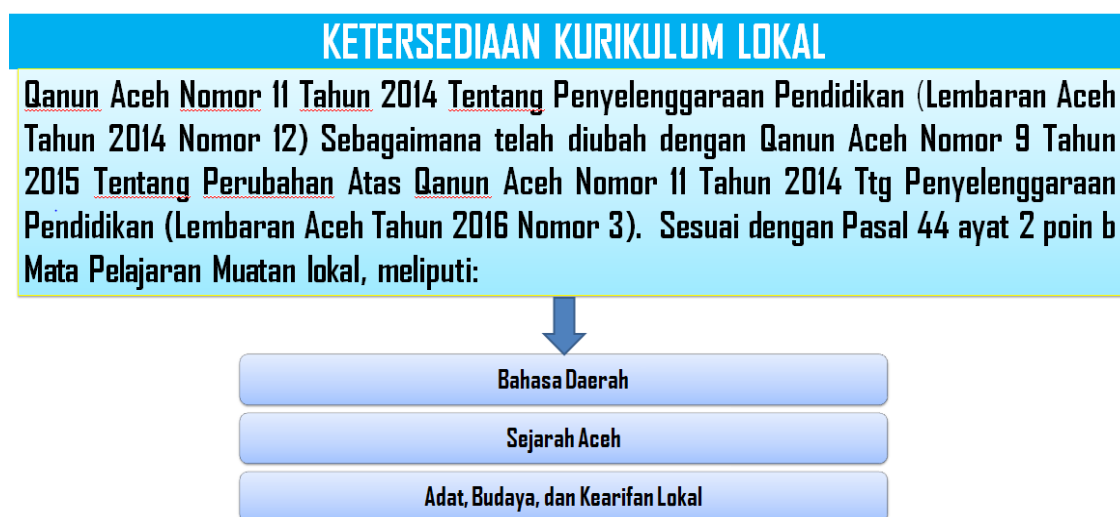 KETERSEDIAAN KURIKULUM LOKAL
Qanun Aceh Nomor 11 Tahun 2014 Tentang Penyelenggaraan Pendidikan (Lembaran Aceh
Tahun 2014 Nomor 12) Sebagaimana telah diubah dengan Qanun Aceh Nomor 9 Tahun
2015 Tentang Perubahan Atas Qanun Aceh Nomor 11 Tahun 2014 Ttg Penyelenggaraan
Pendidikan (Lembaran Aceh Tahun 2016 Nomor 3). Sesuai dengan Pasal 44 ayat 2 poin b
Mata Pelajaran Muatan lokal, meliputi:
Bahasa Daerah
Sejarah Aceh
Adat, Budaya, dan Kearifan Lokal